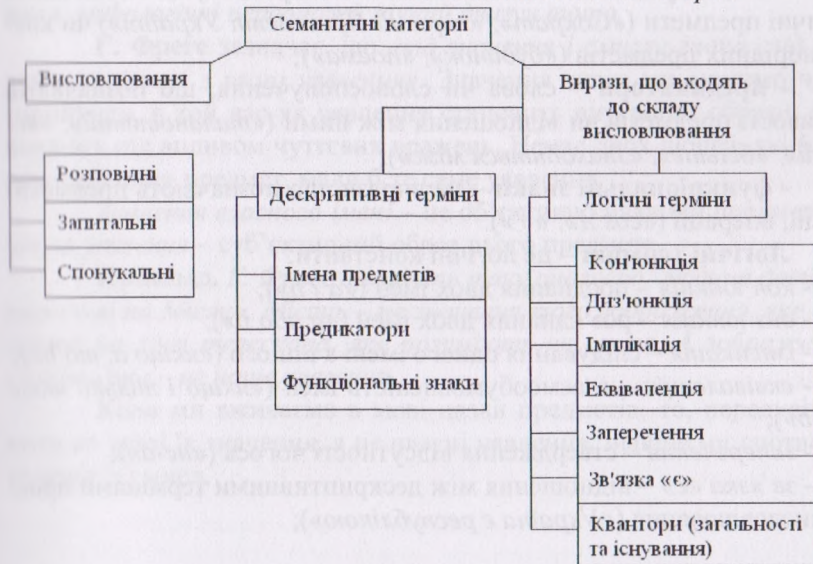 Семантичні категорії
Висловлювання
Вирази, що входять
до складу
висловлювання
Розповідні
Запитальні
Спонукальні
Дескриптивні терміни
Імена предметів
Предикатори
Функціональні знаки
Логічні терміни
Кон'юнкція
Диз'юнкція
Імплікація
Еквіваленція
Заперечення
Зв'язка «є»
Квантори (загальності
та існування)